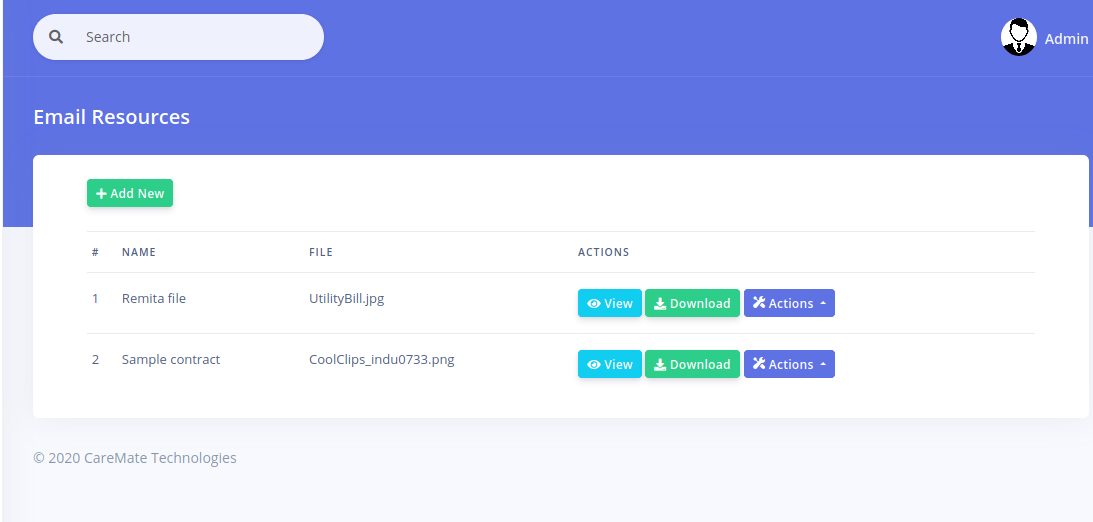 Search
Admin
Email Resources
Add New
# NAME FILE ACTIONS
1 Remita file UtilityBill.jpg View Download Actions
2 Sample contract CoolClips_indu0733.png View Download Actions
© 2020 CareMate Technologies